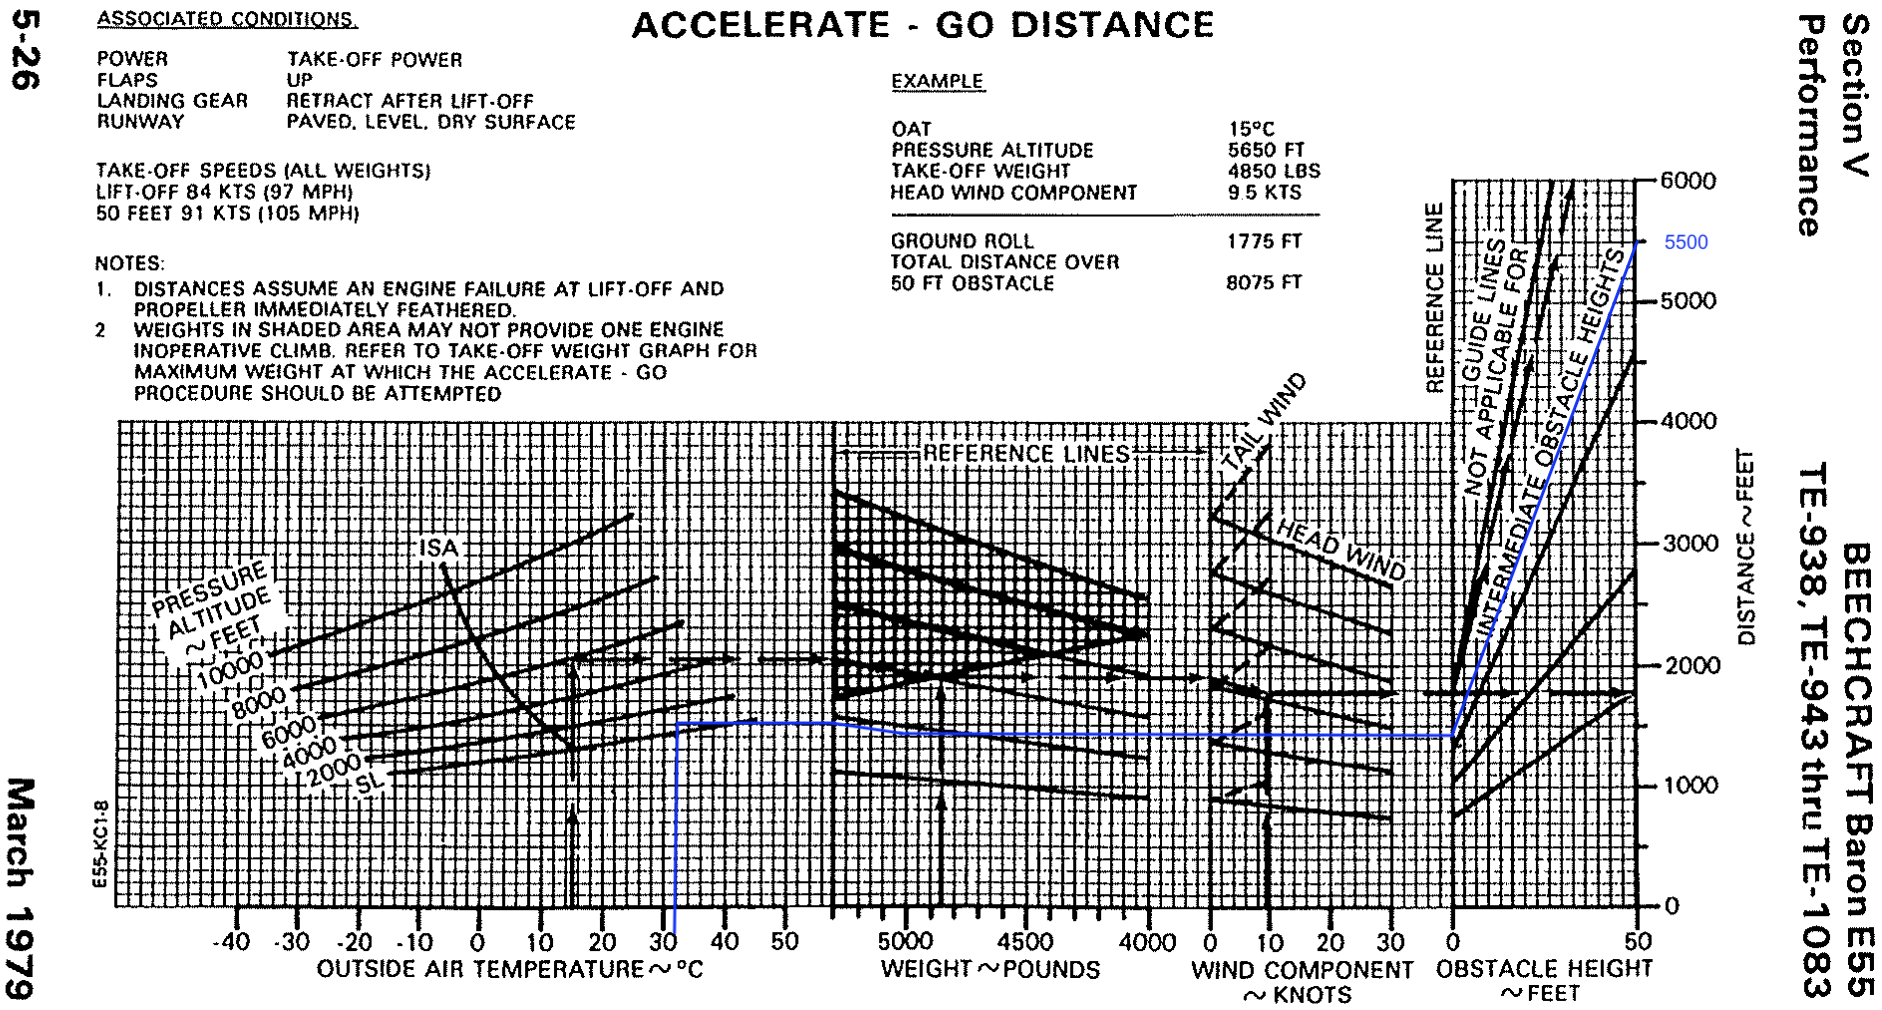 5-26
March 1979
Section V
Performance
BEECHCRAFT Baron E55
TE-938, TE-943 thru TE-1083
ACCELERATE - GO DISTANCE
ASSOCIATED CONDITIONS.
POWER TAKE-OFF POWER
FLAPS UP
LANDING GEAR RETRACT AFTER LIFT-OFF
RUNWAY PAVED, LEVEL, DRY SURFACE
TAKE-OFF SPEEDS (ALL WEIGHTS)
LIFT-OFF 84 KTS (97 MPH)
50 FEET 91 KTS (105 MPH)
NOTES:
1. DISTANCES ASSUME AN ENGINE FAILURE AT LIFT-OFF AND
PROPELLER IMMEDIATELY FEATHERED.
2 WEIGHTS IN SHADED AREA MAY NOT PROVIDE ONE ENGINE
INOPERATIVE CLIMB. REFER TO TAKE-OFF WEIGHT GRAPH FOR
MAXIMUM WEIGHT AT WHICH THE ACCELERATE - GO
PROCEDURE SHOULD BE ATTEMPTED
EXAMPLE
OAT 15°C
PRESSURE ALTITUDE 5650 FT
TAKE-OFF WEIGHT 4850 LBS
HEAD WIND COMPONENT 9.5 KTS
GROUND ROLL 1775 FT
TOTAL DISTANCE OVER
50 FT OBSTACLE 8075 FT
PRESSURE
ALTITUDE
~ FEET
10000
8000
6000
4000
2000
SL
ISA
REFERENCE LINES
TAIL WIND
HEAD WIND
REFERENCE LINE
GUIDE LINES
NOT APPLICABLE FOR
INTERMEDIATE OBSTACLE HEIGHTS
6000
5500
5000
4000
3000
2000
1000
0
DISTANCE ~ FEET
E55-KC1-8
-40 -30 -20 -10 0 10 20 30 40 50
OUTSIDE AIR TEMPERATURE ~ °C
5000 4500 4000
WEIGHT ~ POUNDS
0 10 20 30
WIND COMPONENT
~ KNOTS
0 50
OBSTACLE HEIGHT
~ FEET